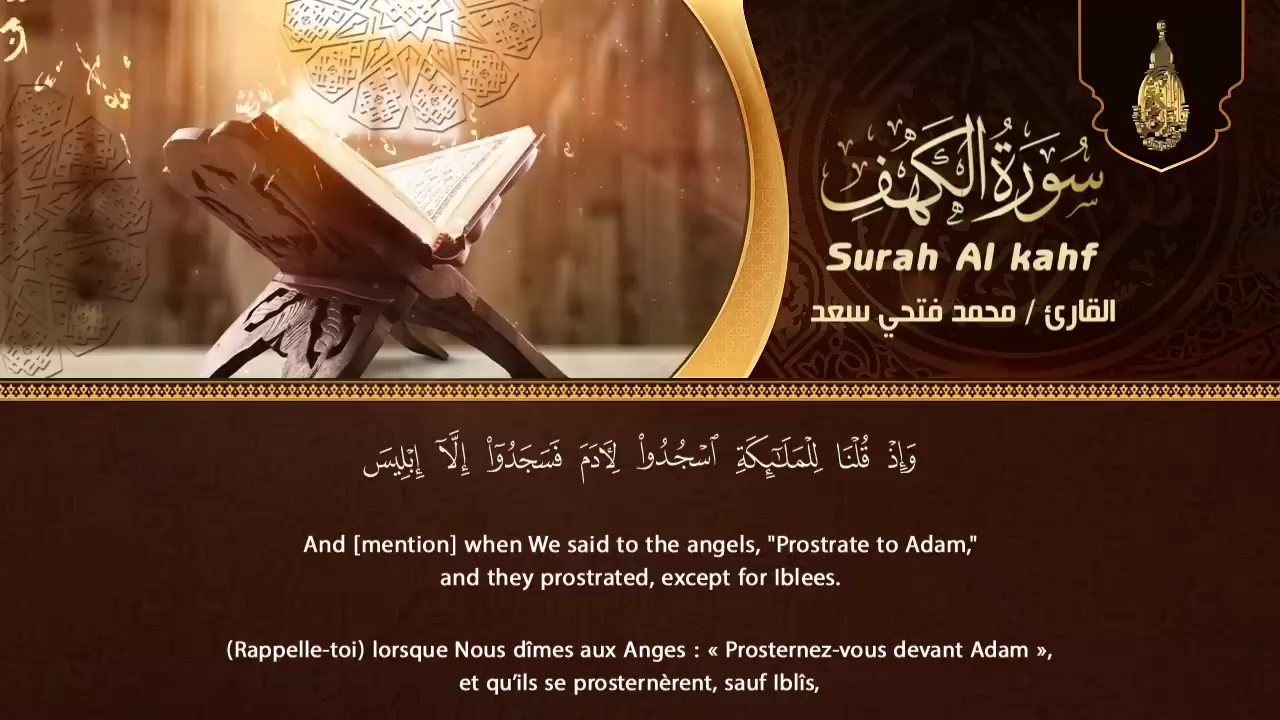 سُورَةُ الكَهْفِ
Surah Al kahf
القارئ / محمد فتحي سعد
وَإِذْ قُلْنَا لِلْمَلَٰٓئِكَةِ ٱسْجُدُوا۟ لِءَادَمَ فَسَجَدُوٓا۟ إِلَّآ إِبْلِيسَ
And [mention] when We said to the angels, "Prostrate to Adam,"
and they prostrated, except for Iblees.
(Rappelle-toi) lorsque Nous dîmes aux Anges : « Prosternez-vous devant Adam »,
et qu’ils se prosternèrent, sauf Iblîs,